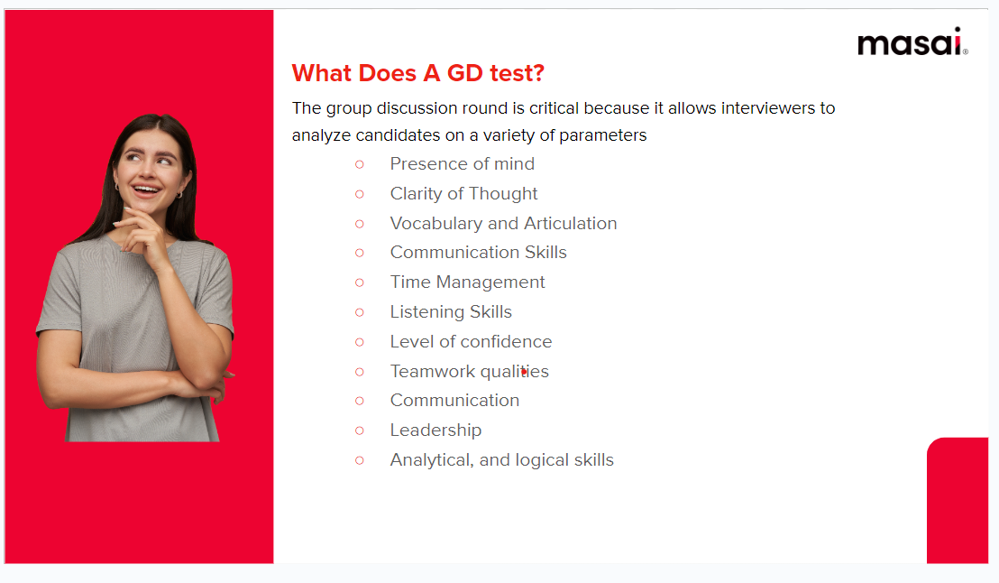 masai®
What Does A GD test?
The group discussion round is critical because it allows interviewers to
analyze candidates on a variety of parameters
Presence of mind
Clarity of Thought
Vocabulary and Articulation
Communication Skills
Time Management
Listening Skills
Level of confidence
Teamwork qualities
Communication
Leadership
Analytical, and logical skills